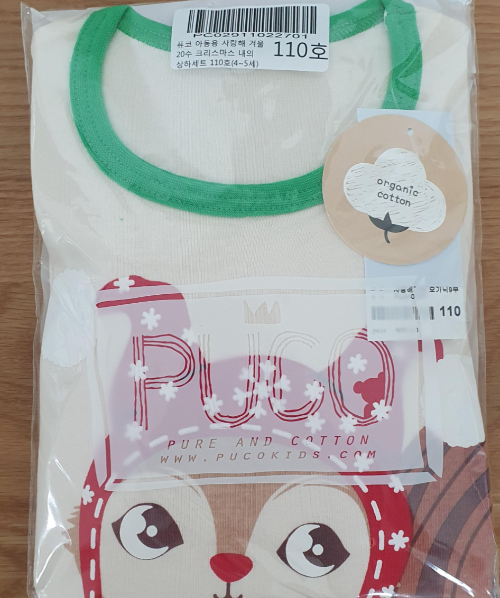 PC02911022701
퓨코 아동용 사랑해 겨울
20수 크리스마스 내의
상하세트 110호(4~5세)
110호
organic
cotton
110
PUCO
PURE AND COTTON
WWW.PUCOKIDS.COM